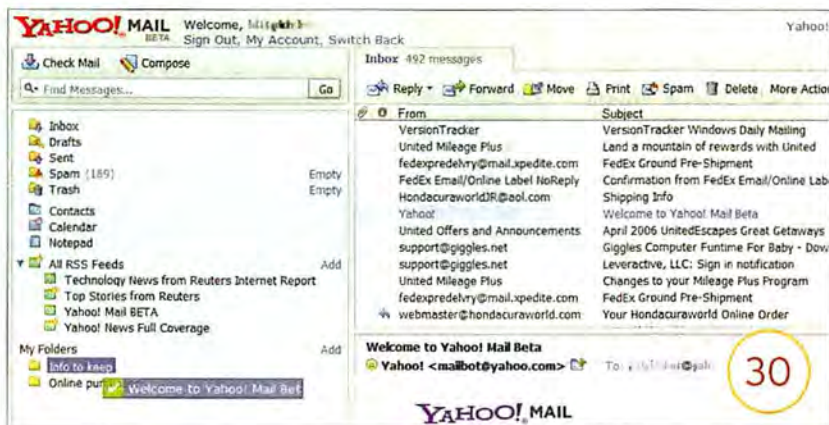 YAHOO! MAIL
BETA
Welcome,
Sign Out, My Account, Switch Back
Yahoo!
Check Mail Compose
Find Messages... Go
Inbox
Drafts
Sent
Spam (189) Empty
Trash Empty
Contacts
Calendar
Notepad
All RSS Feeds Add
Technology News from Reuters Internet Report
Top Stories from Reuters
Yahoo! Mail BETA
Yahoo! News Full Coverage
My Folders Add
Info to keep
Online
Welcome to Yahoo! Mail Bet
Inbox 492 messages
Reply Forward Move Print Spam Delete More Action
From Subject
VersionTracker VersionTracker Windows Daily Mailing
United Mileage Plus Land a mountain of rewards with United
fedexpredelvry@mail.xpedite.com FedEx Ground Pre-Shipment
FedEx Email/Online Label NoReply Confirmation from FedEx Email/Online Lab
HondacuraworldJR@aol.com Shipping Info
Yahoo! Welcome to Yahoo! Mail Beta
United Offers and Announcements April 2006 UnitedEscapes Great Getaways
support@giggles.net Giggles Computer Funtime For Baby - Dow
support@giggles.net Leveractive, LLC: Sign in notification
United Mileage Plus Changes to your Mileage Plus Program
fedexpredelvry@mail.xpedite.com FedEx Ground Pre-Shipment
webmaster@hondacuraworld.com Your Hondacuraworld Online Order
Welcome to Yahoo! Mail Beta
Yahoo! <mailbot@yahoo.com> To:
30
YAHOO! MAIL